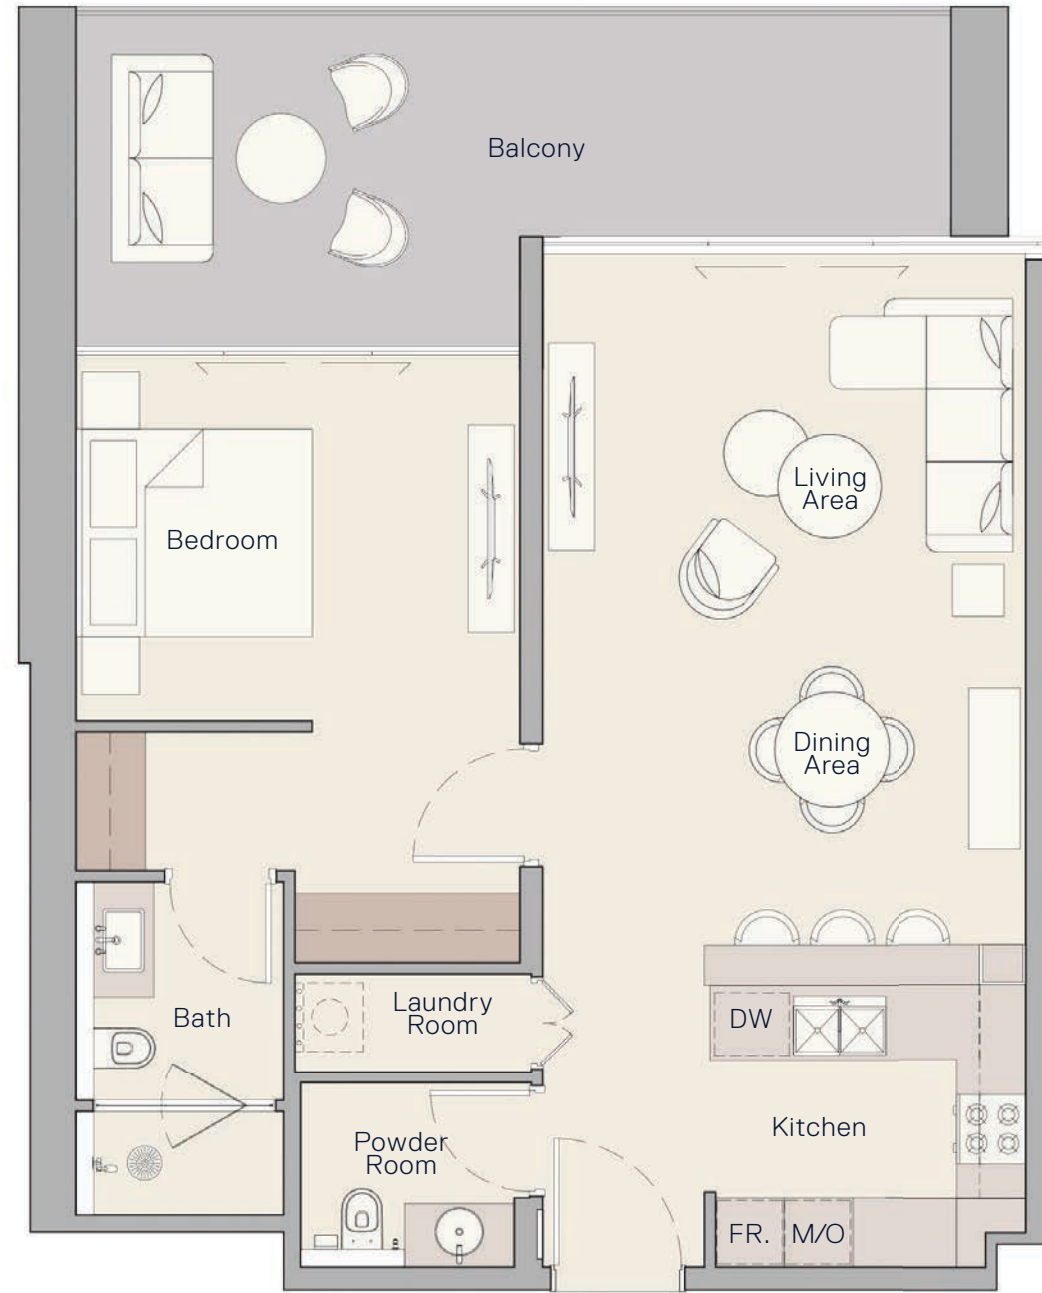 Balcony
Living
Area
Bedroom
Dining
Area
Laundry
Room
Bath
DW
Kitchen
Powder
Room
FR.
M/O